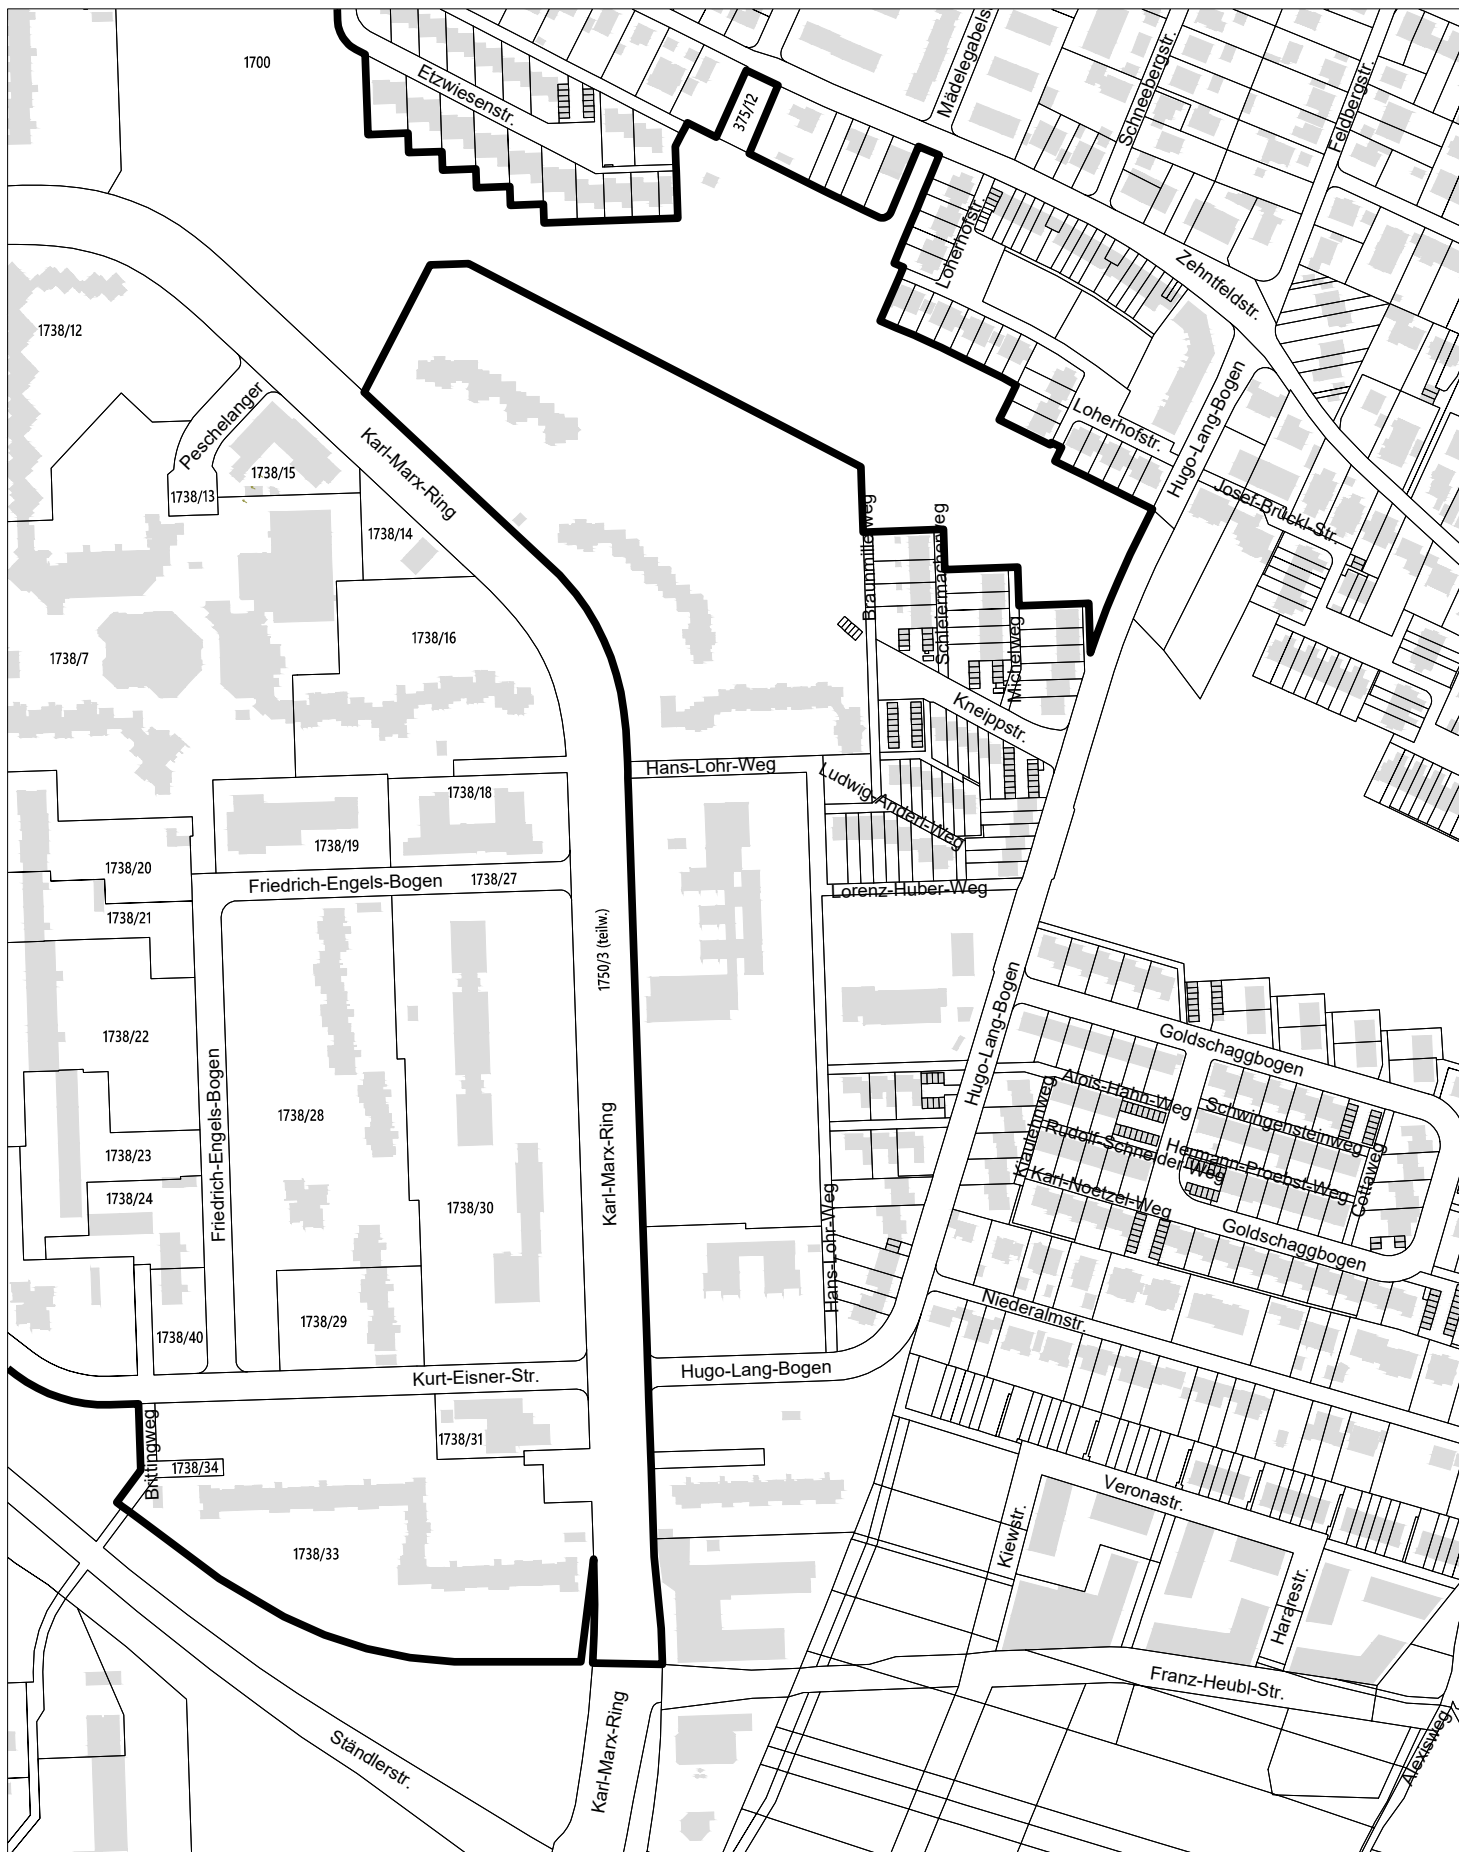 1700
Etzwiesenstr.
375/12
Mädelegabels
Schneebergstr.
Feldbergstr.
Loherhofstr.
Zehntfeldstr.
1738/12
Peschelanger
Karl-Marx-Ring
1738/15
1738/13
1738/14
Loherhofstr.
Hugo-Lang-Bogen
Josef-Brückl-Str.
Braunmillerweg
Schleiermacherweg
Michelweg
1738/16
1738/7
Kneippstr.
Hans-Lohr-Weg
Ludwig-Anderl-Weg
1738/18
1738/19
1738/20
Friedrich-Engels-Bogen
1738/27
Lorenz-Huber-Weg
1738/21
1750/3 (teilw.)
1738/22
Hugo-Lang-Bogen
Goldschaggbogen
Friedrich-Engels-Bogen
1738/28
Karl-Marx-Ring
Alois-Hahn-Weg
Schwingensteinweg
Kiaulehnweg
Rudolf-Schneider-Weg
Hermann-Proebst-Weg
Cottaweg
Karl-Noetzel-Weg
1738/23
1738/24
1738/30
Hans-Lohr-Weg
Goldschaggbogen
Niederalmstr.
1738/29
1738/40
Kurt-Eisner-Str.
Hugo-Lang-Bogen
Brittingweg
1738/31
1738/34
Veronastr.
Kiewstr.
1738/33
Hararestr.
Franz-Heubl-Str.
Ständlerstr.
Karl-Marx-Ring
Alexisweg